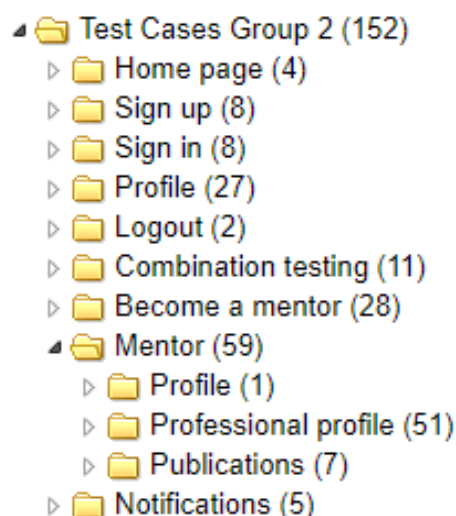 Test Cases Group 2 (152)
Home page (4)
Sign up (8)
Sign in (8)
Profile (27)
Logout (2)
Combination testing (11)
Become a mentor (28)
Mentor (59)
Profile (1)
Professional profile (51)
Publications (7)
Notifications (5)